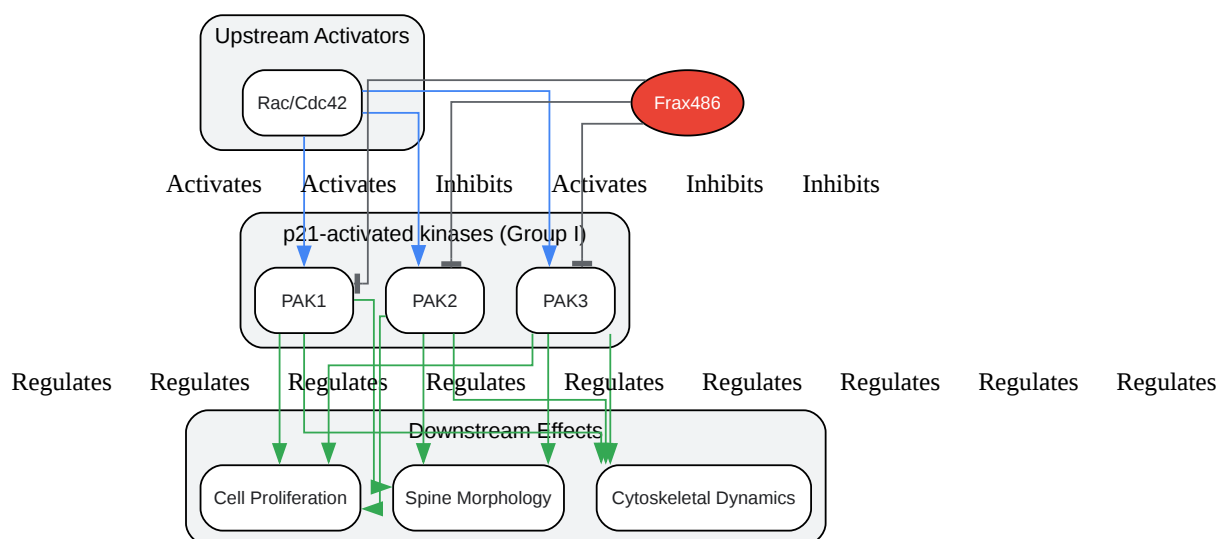 Upstream Activators
Rac/Cdc42
Frax486
Activates Activates Inhibits Activates Inhibits Inhibits
p21-activated kinases (Group I)
PAK1 PAK2 PAK3
Regulates Regulates Regulates Regulates Regulates Regulates Regulates Regulates Regulates
Downstream Effects
Cell Proliferation Spine Morphology Cytoskeletal Dynamics